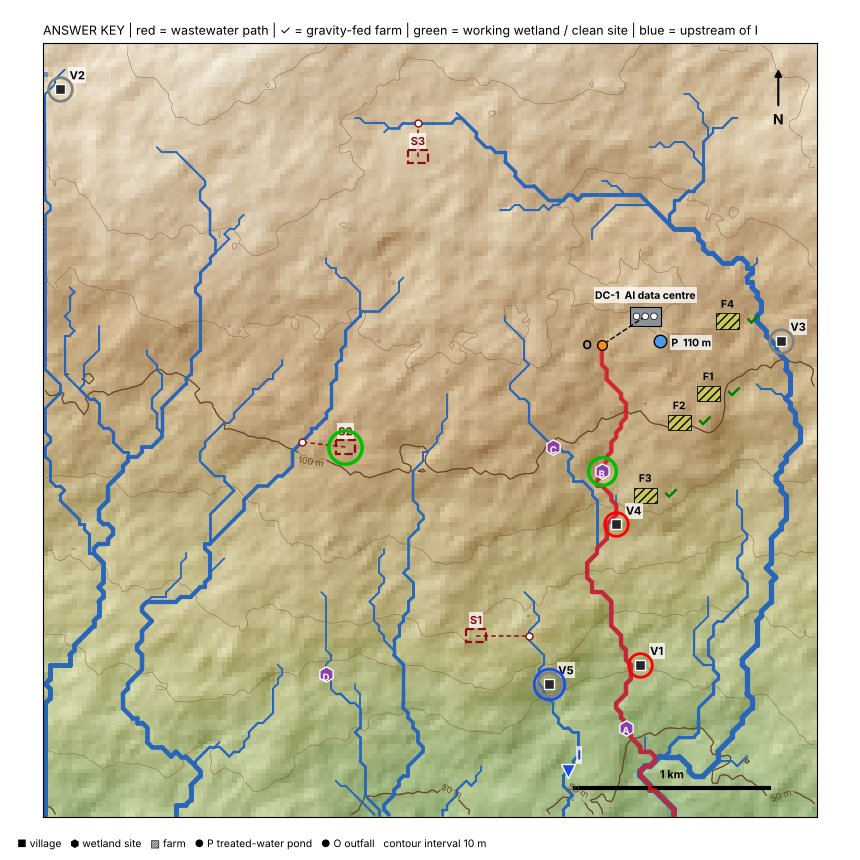 ANSWER KEY | red = wastewater path | ✓ = gravity-fed farm | green = working wetland / clean site | blue = upstream of I
V2
N
S3
DC-1 AI data centre
F4
V3
O
P 110 m
F1
F2
S2
C
100 m
B
F3
V4
S1
V1
V5
D
A
I
1 km
50 m
50 m
50 m
village wetland site farm P treated-water pond O outfall contour interval 10 m